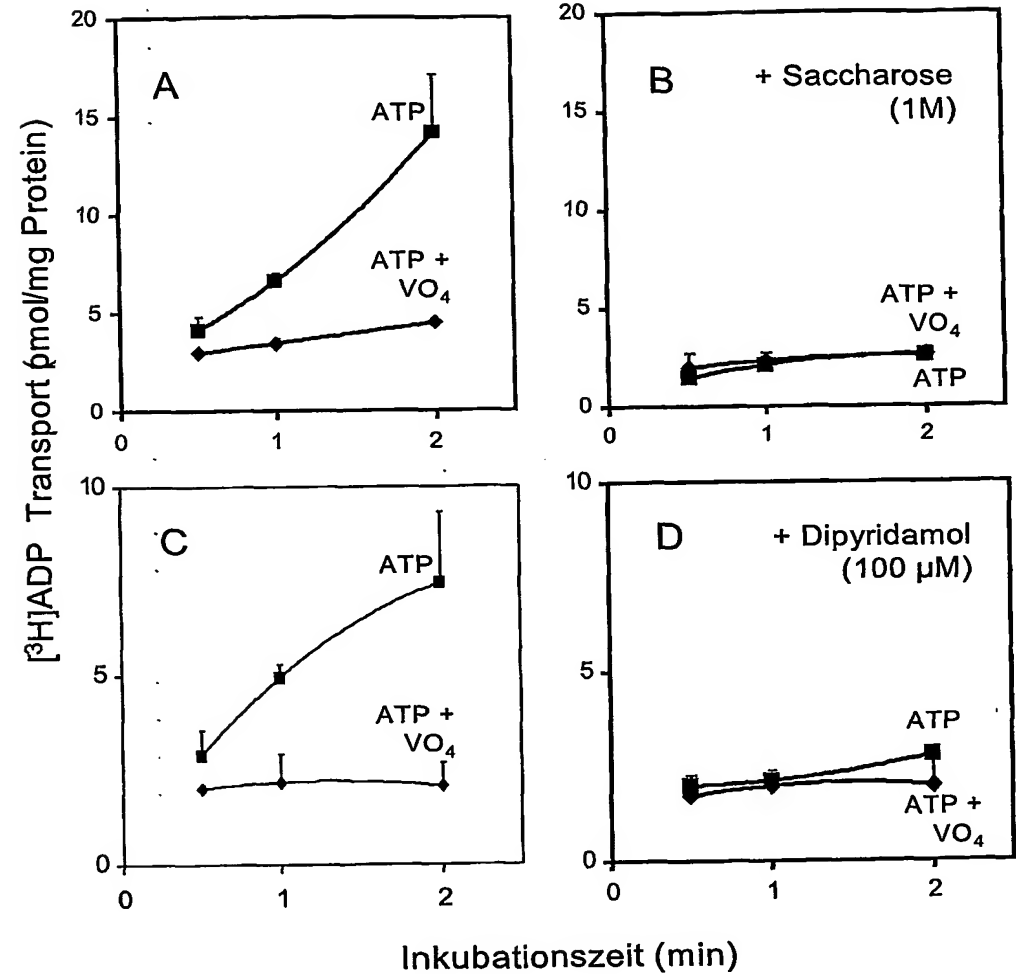 [³H]ADP Transport (pmol/mg Protein)
20
15
10
5
0
A
ATP
ATP +
VO₄
0 1 2
20
15
10
5
0
B
+ Saccharose
(1M)
ATP +
VO₄
ATP
0 1 2
10
5
0
C
ATP
ATP +
VO₄
0 1 2
10
5
0
D
+ Dipyridamol
(100 µM)
ATP
ATP +
VO₄
0 1 2
Inkubationszeit (min)